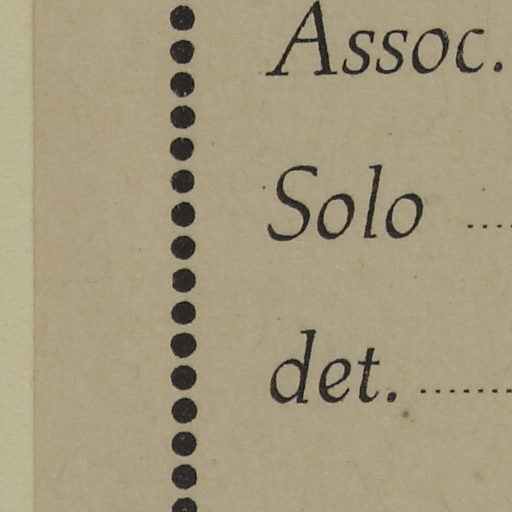 Assoc.
Solo ....
det. ........